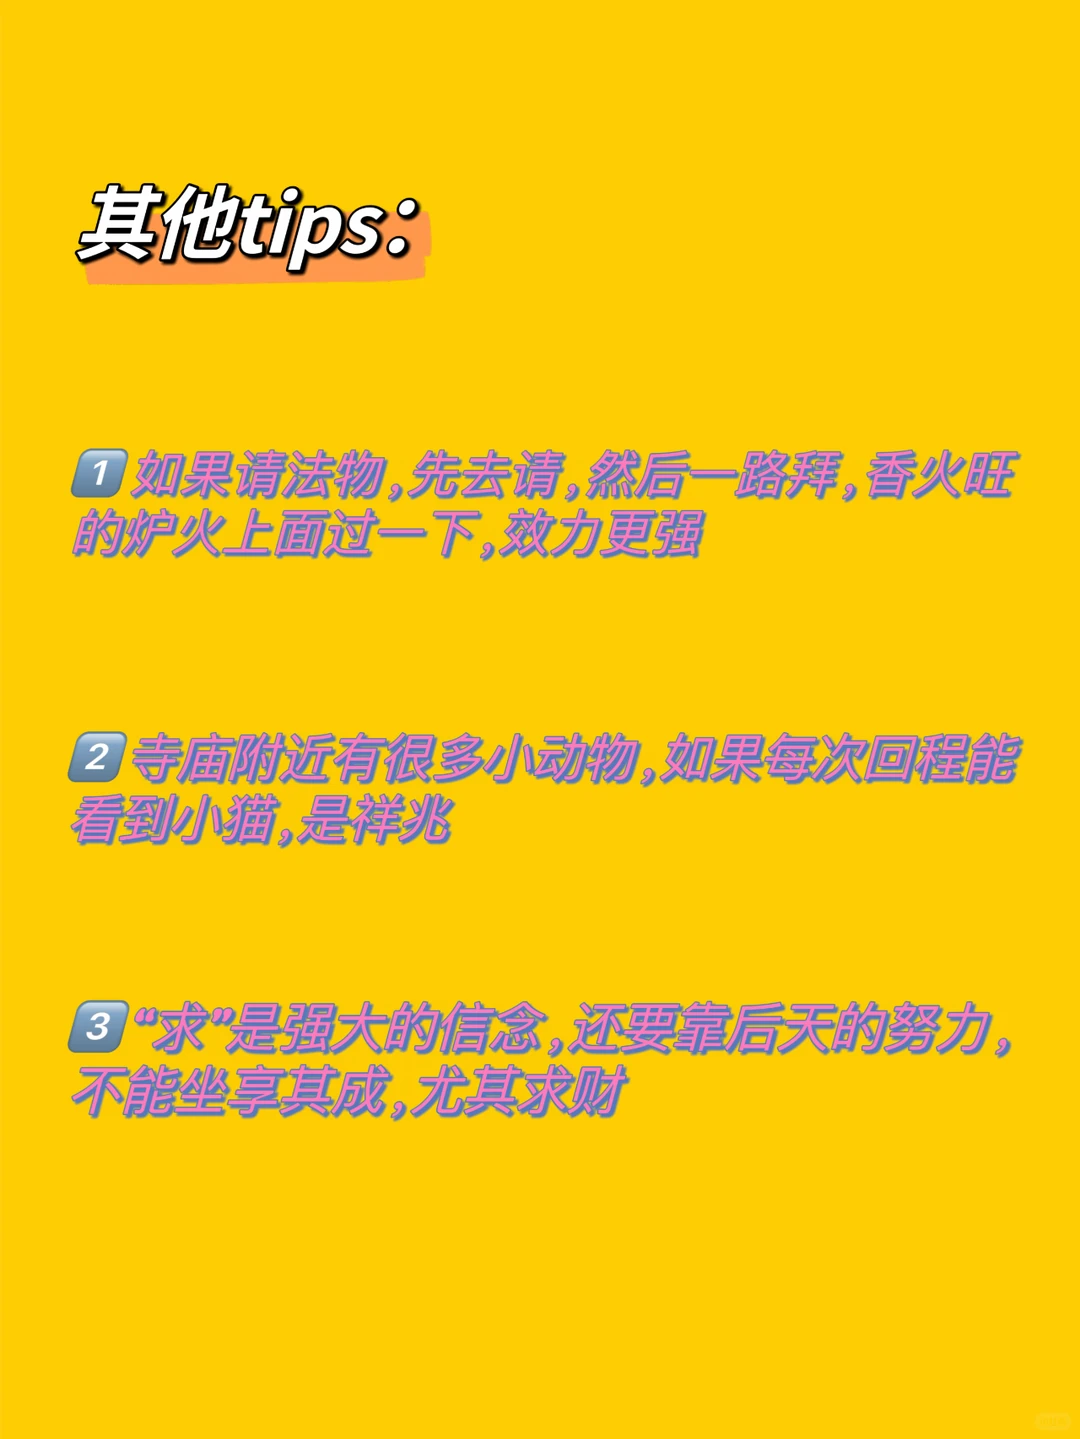 其他tips：
1 如果请法物，先去请，然后一路拜，香火旺
的炉火上面过一下，效力更强
2 寺庙附近有很多小动物，如果每次回程能
看到小猫，是祥兆
3 “求”是强大的信念，还要靠后天的努力，
不能坐享其成，尤其求财